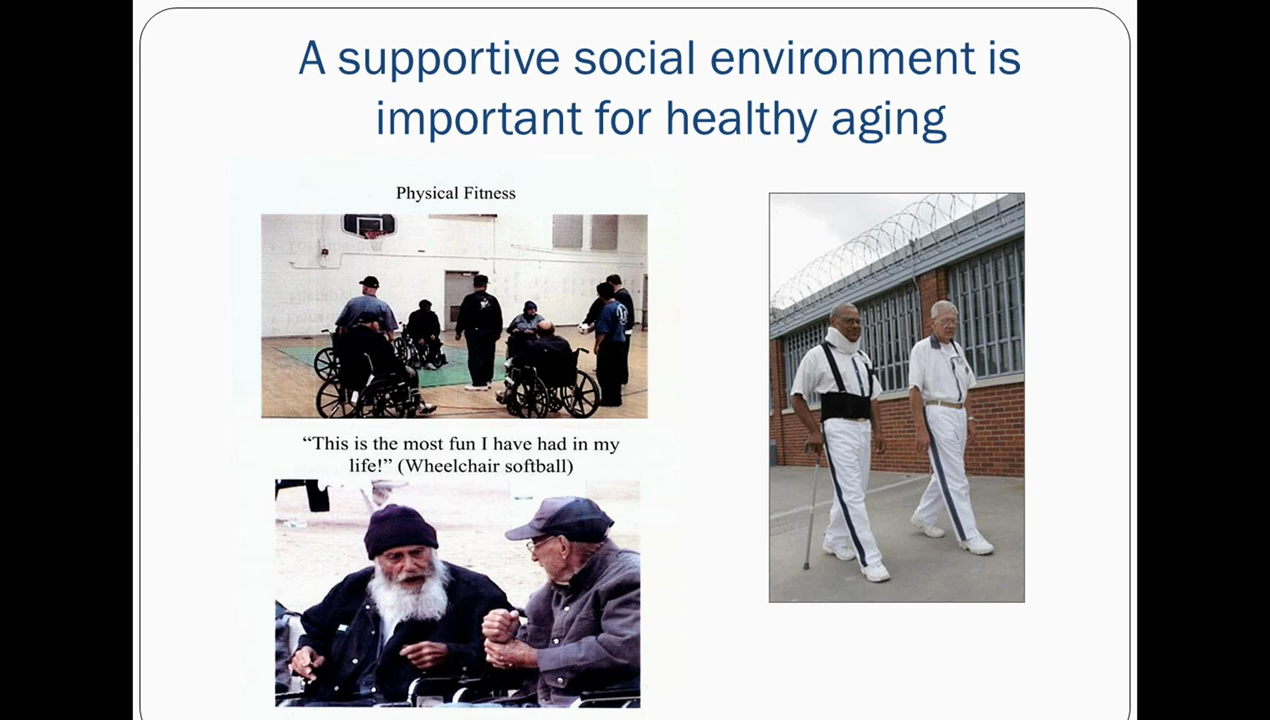 A supportive social environment is
important for healthy aging
Physical Fitness
“This is the most fun I have had in my
life!” (Wheelchair softball)